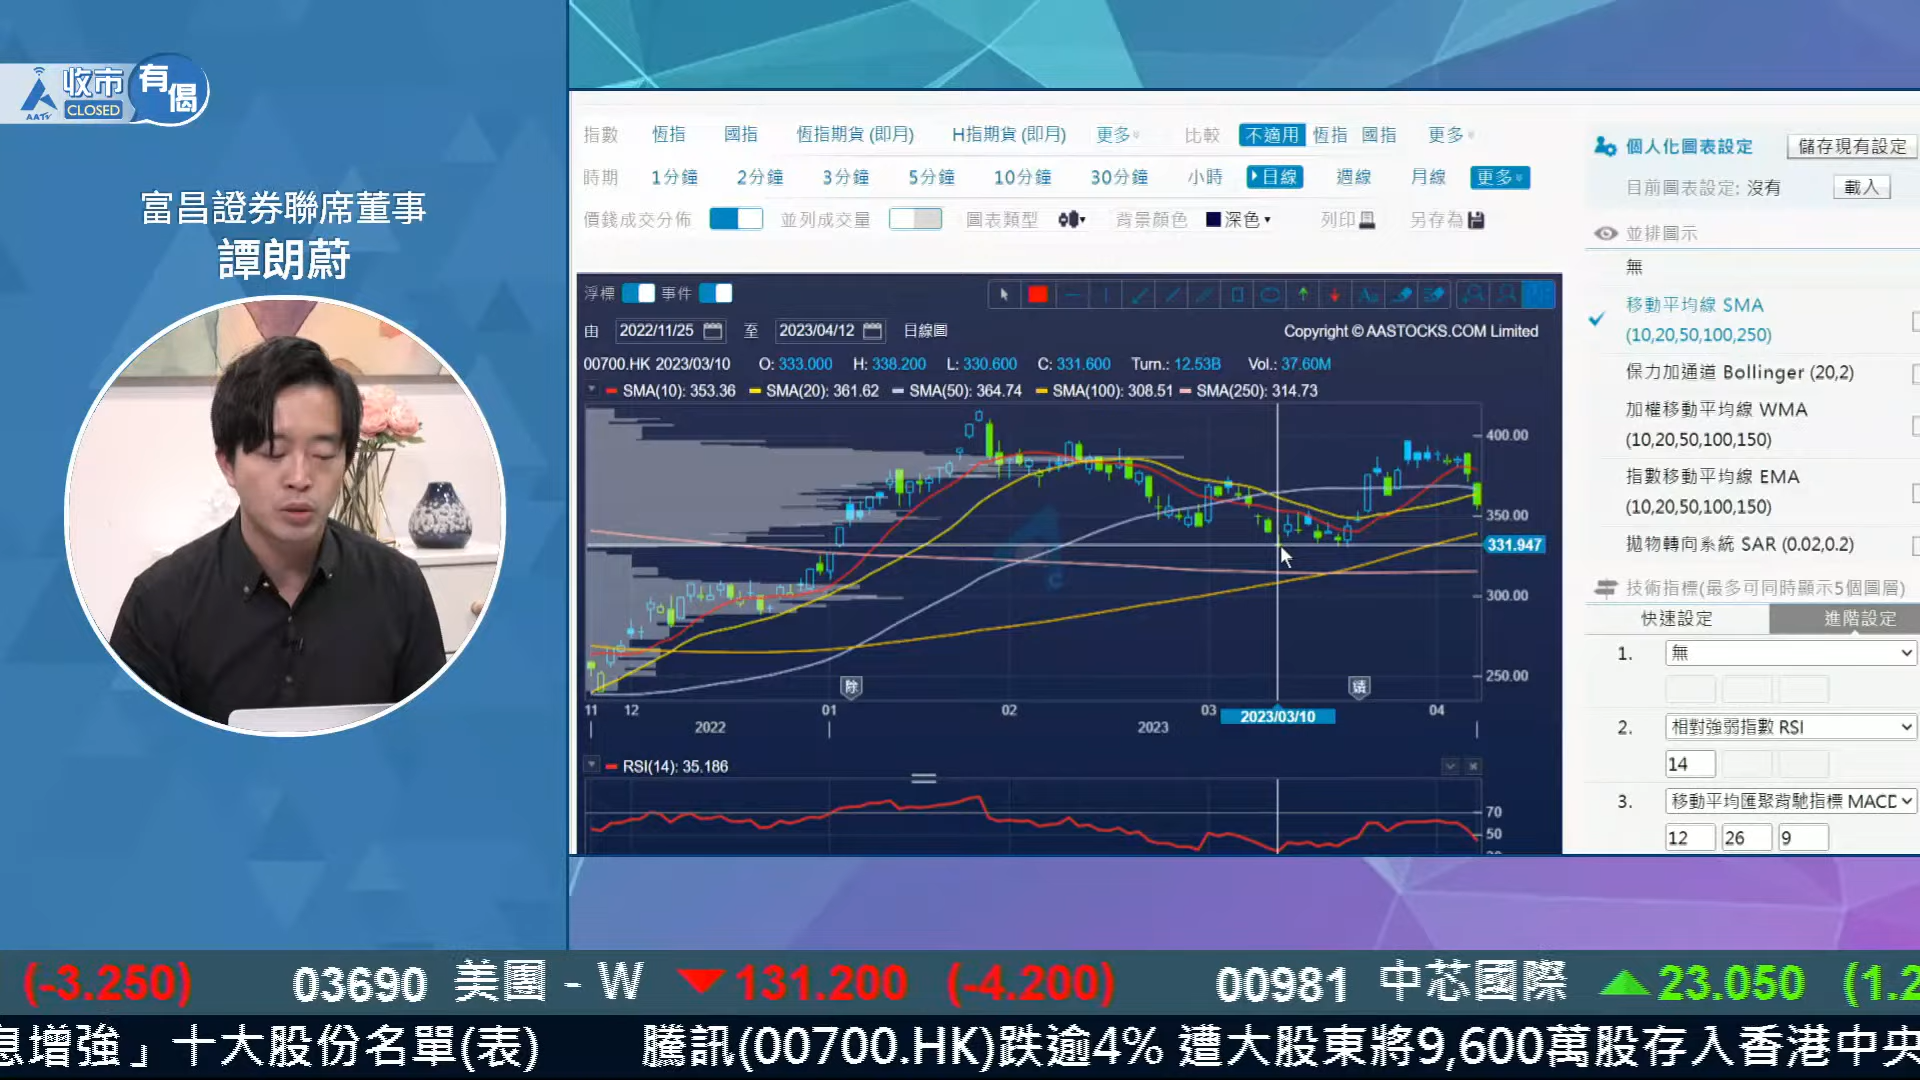 收市 有偈
CLOSED
AATV
富昌證券聯席董事
譚朗蔚
指數 恆指 國指 恆指期貨 (即月) H指期貨 (即月) 更多 比較 不適用 恆指 國指 更多
時期 1分鐘 2分鐘 3分鐘 5分鐘 10分鐘 30分鐘 小時 日線 週線 月線 更多
價錢成交分佈 並列成交量 圖表類型 背景顏色 深色 列印 另存為
浮標 事件
由 2022/11/25 至 2023/04/12 日線圖 Copyright © AASTOCKS.COM Limited
00700.HK 2023/03/10 O: 333.000 H: 338.200 L: 330.600 C: 331.600 Turn.: 12.53B Vol.: 37.60M
SMA(10): 353.36 SMA(20): 361.62 SMA(50): 364.74 SMA(100): 308.51 SMA(250): 314.73
400.00
350.00
331.947
300.00
250.00
除
績
11 12 01 02 03 2023/03/10 04
2022 2023
RSI(14): 35.186
70
50
個人化圖表設定 儲存現有設定
目前圖表設定: 沒有 載入
並排圖示
無
移動平均線 SMA
(10,20,50,100,250)
保力加通道 Bollinger (20,2)
加權移動平均線 WMA
(10,20,50,100,150)
指數移動平均線 EMA
(10,20,50,100,150)
拋物轉向系統 SAR (0.02,0.2)
技術指標(最多可同時顯示5個圖層)
快速設定 進階設定
1. 無
2. 相對強弱指數 RSI
14
3. 移動平均匯聚背馳指標 MACD
12 26 9
(-3.250) 03690 美團 - W 131.200 (-4.200) 00981 中芯國際 23.050 (1.2
息增強」十大股份名單(表) 騰訊(00700.HK)跌逾4% 遭大股東將9,600萬股存入香港中央